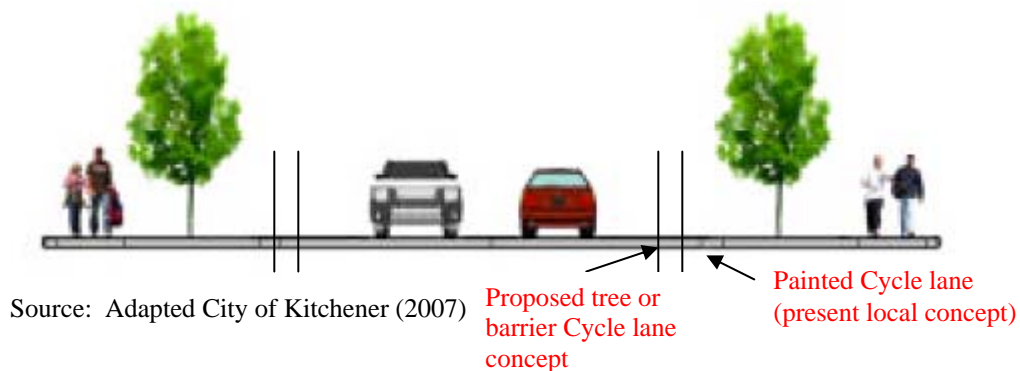 Source: Adapted City of Kitchener (2007)
Proposed tree or
barrier Cycle lane
concept
Painted Cycle lane
(present local concept)